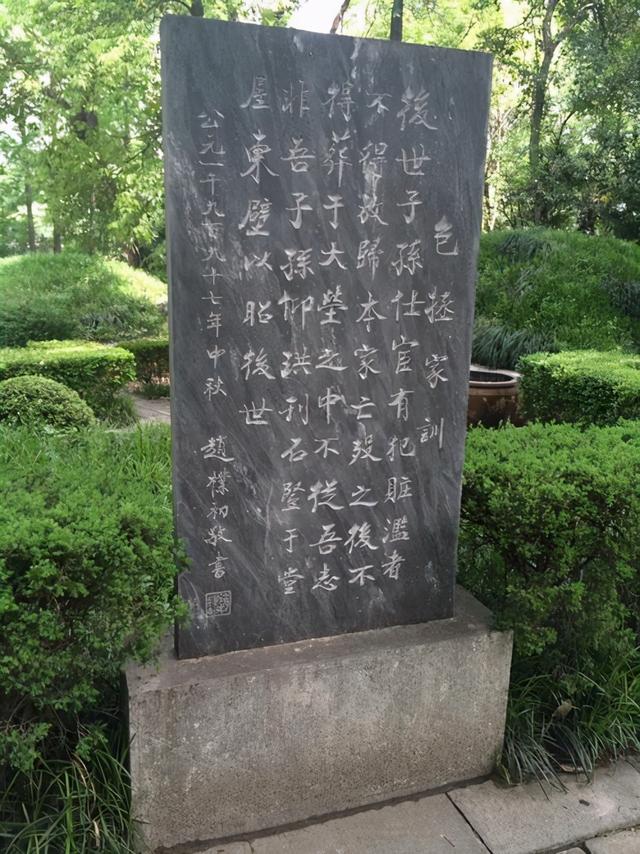 包拯家訓
後世子孫仕宦有犯賍濫者
不得放歸本家亡殁之後不
得葬于大塋之中不從吾志
非吾子孫仰珙刊石竪于堂
屋東壁以昭後世
公元一千九百九十七年中秋 趙樸初敬書